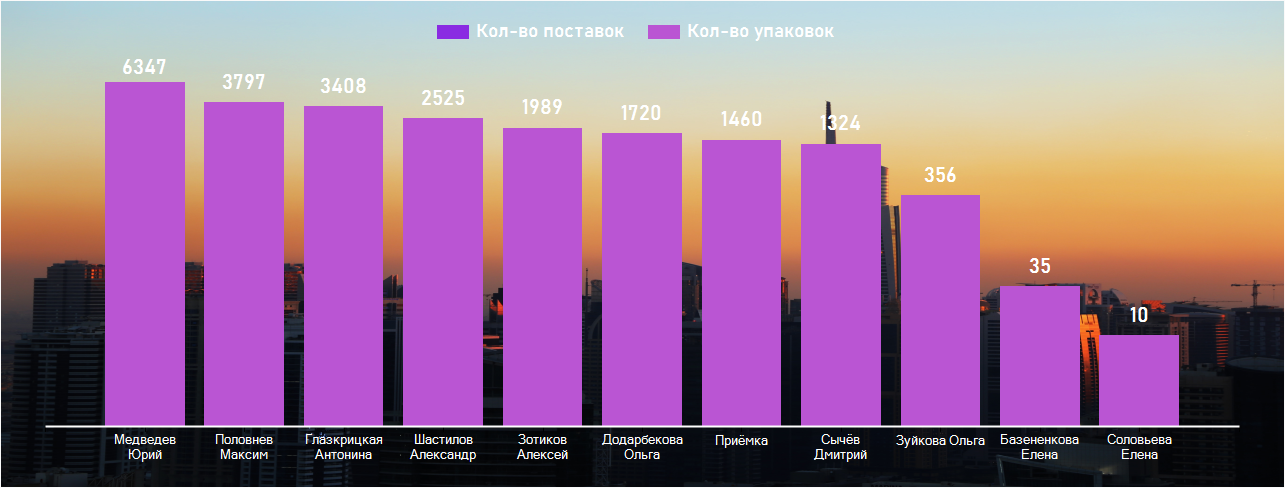 Кол-во поставок Кол-во упаковок
6347 3797 3408 2525 1989 1720 1460 1324 356 35 10
Медведев Половнев Глазкрицкая Шастилов Зотиков Додарбекова Приёмка Сычёв Зуйкова Ольга Базененкова Соловьева
Юрий Максим Антонина Александр Алексей Ольга Дмитрий Елена Елена